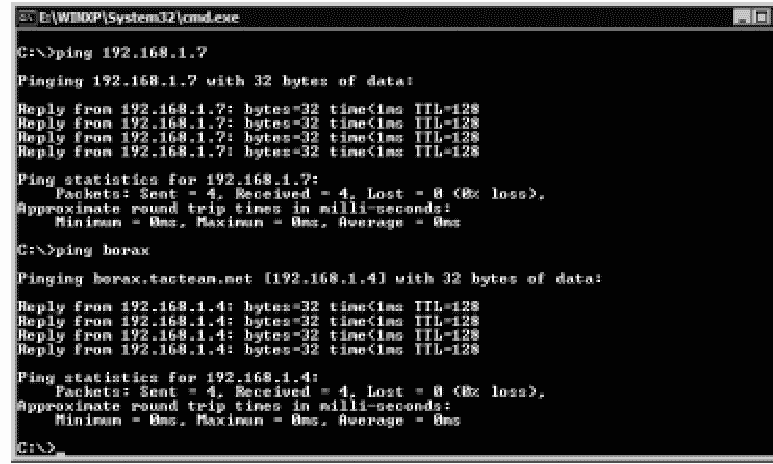 E:\WINXP\System32\cmd.exe
C:\>ping 192.168.1.7
Pinging 192.168.1.7 with 32 bytes of data:
Reply from 192.168.1.7: bytes=32 time<1ms TTL=128
Reply from 192.168.1.7: bytes=32 time<1ms TTL=128
Reply from 192.168.1.7: bytes=32 time<1ms TTL=128
Reply from 192.168.1.7: bytes=32 time<1ms TTL=128
Ping statistics for 192.168.1.7:
Packets: Sent = 4, Received = 4, Lost = 0 (0% loss),
Approximate round trip times in milli-seconds:
Minimum = 0ms, Maximum = 0ms, Average = 0ms
C:\>ping borax
Pinging borax.tacteam.net [192.168.1.4] with 32 bytes of data:
Reply from 192.168.1.4: bytes=32 time<1ms TTL=128
Reply from 192.168.1.4: bytes=32 time<1ms TTL=128
Reply from 192.168.1.4: bytes=32 time<1ms TTL=128
Reply from 192.168.1.4: bytes=32 time<1ms TTL=128
Ping statistics for 192.168.1.4:
Packets: Sent = 4, Received = 4, Lost = 0 (0% loss),
Approximate round trip times in milli-seconds:
Minimum = 0ms, Maximum = 0ms, Average = 0ms
C:\>_